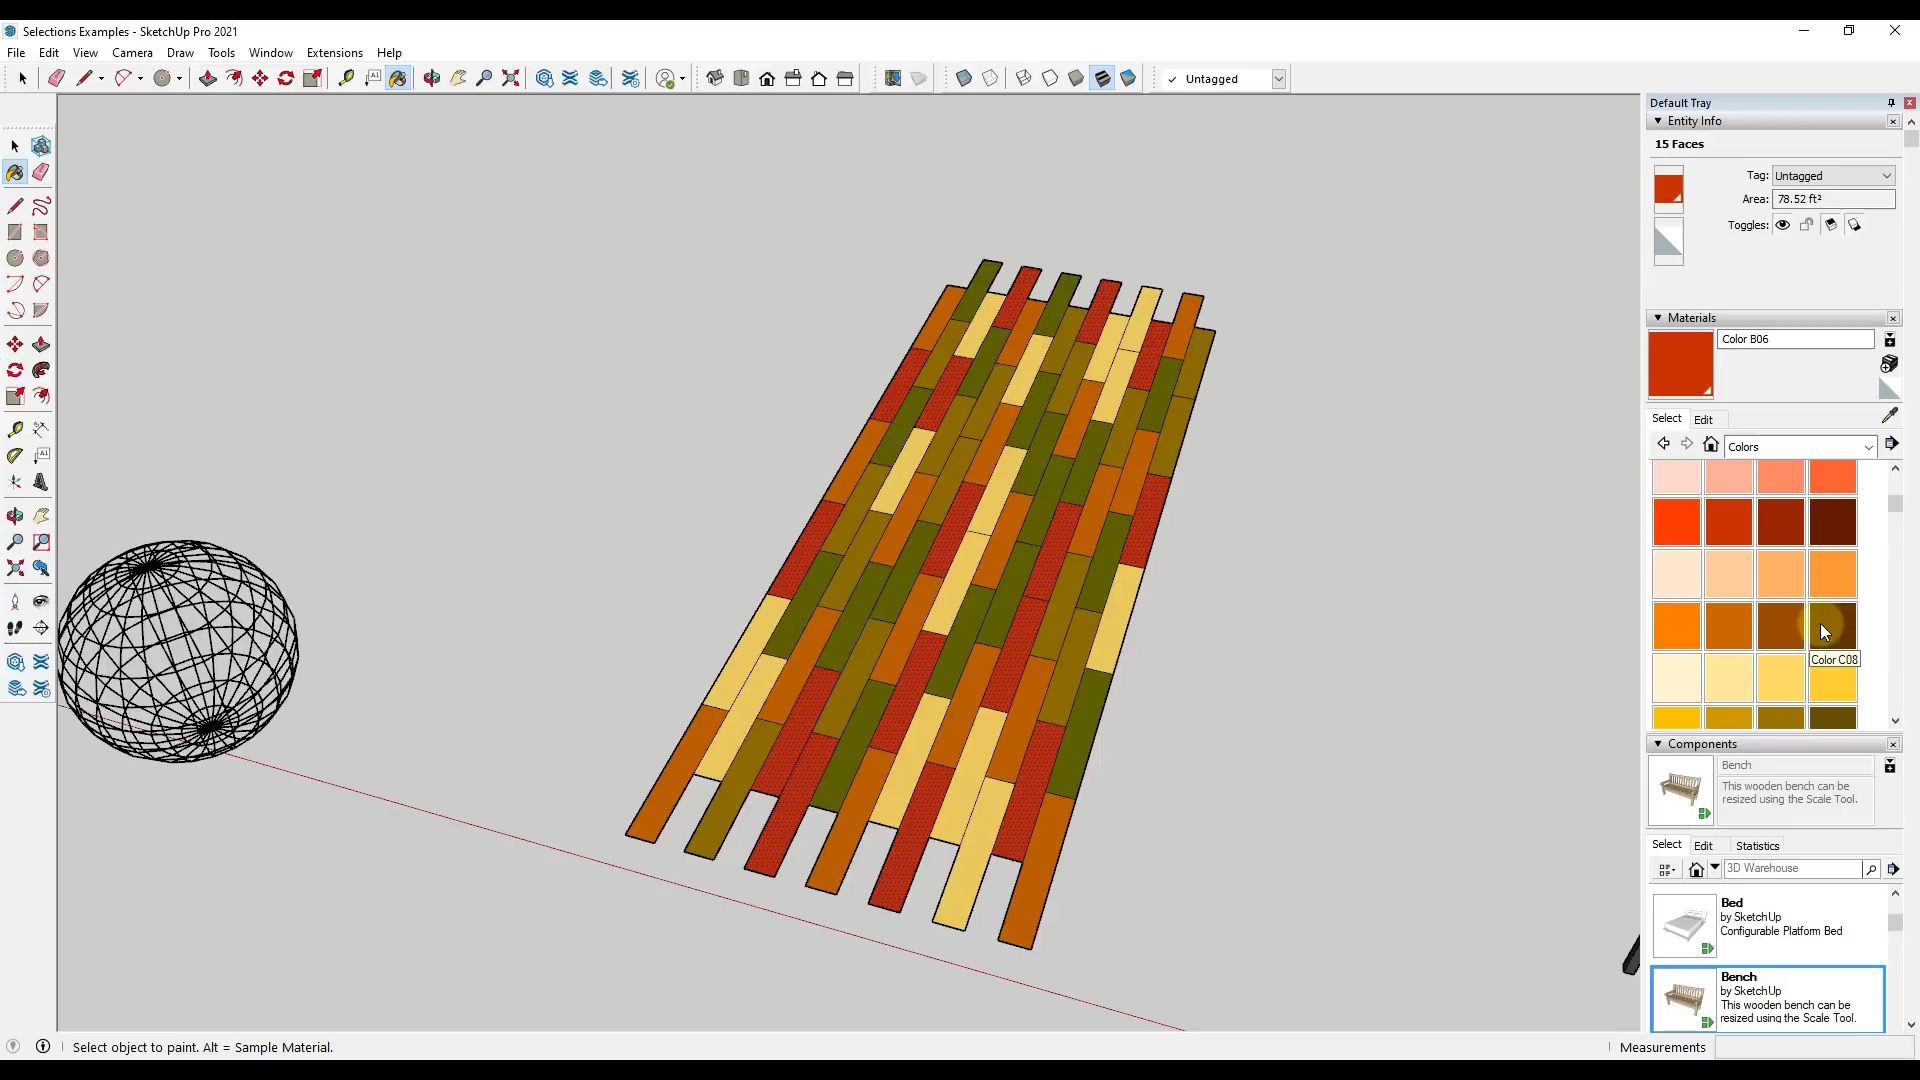 Selections Examples - SketchUp Pro 2021
File Edit View Camera Draw Tools Window Extensions Help
Untagged
Default Tray
Entity Info
15 Faces
Tag: Untagged
Area: 78.52 ft²
Toggles:
Materials
Color B06
Select Edit
Colors
Color C08
Components
Bench
This wooden bench can be
resized using the Scale Tool.
Select Edit Statistics
3D Warehouse
Bed
by SketchUp
Configurable Platform Bed
Bench
by SketchUp
This wooden bench can be
resized using the Scale Tool.
Select object to paint. Alt = Sample Material.
Measurements